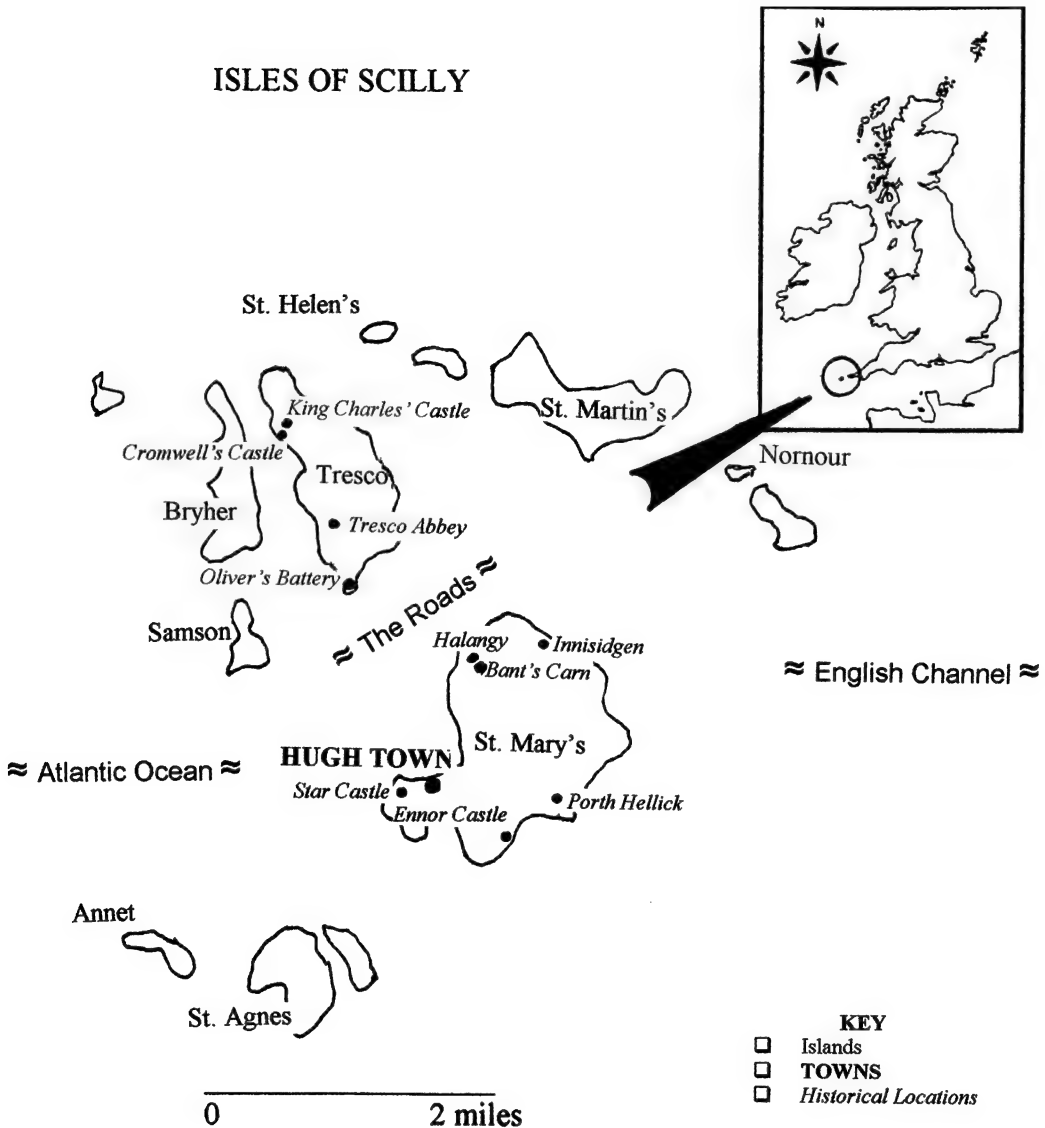 ISLES OF SCILLY
N
St. Helen's
King Charles' Castle
St. Martin's
Cromwell's Castle
Tresco
Nornour
Bryher
Tresco Abbey
Oliver's Battery
≈ The Roads ≈
Samson
Halangy
Innisidgen
Bant's Carn
≈ English Channel ≈
St. Mary's
HUGH TOWN
≈ Atlantic Ocean ≈
Star Castle
Porth Hellick
Ennor Castle
Annet
St. Agnes
KEY
Islands
TOWNS
Historical Locations
0 2 miles